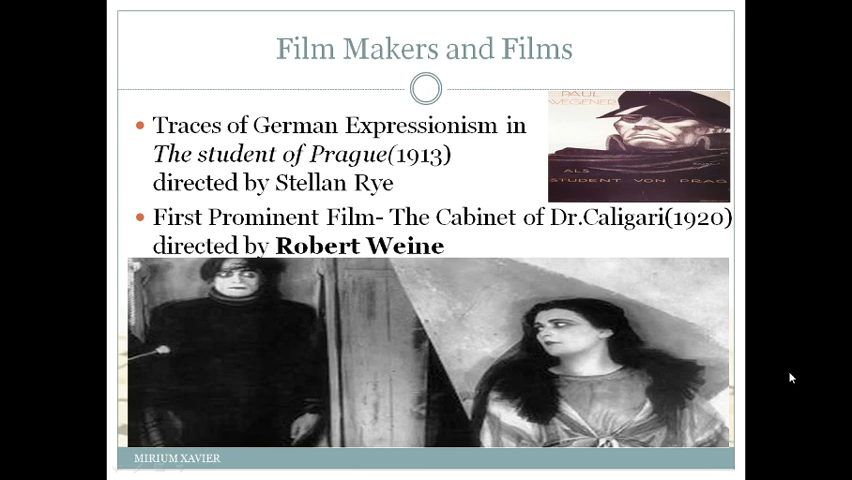 Film Makers and Films
Traces of German Expressionism in
The student of Prague(1913)
directed by Stellan Rye
PAUL
WEGENER
ALS
STUDENT VON PRAG
First Prominent Film- The Cabinet of Dr.Caligari(1920)
directed by Robert Weine
MIRIUM XAVIER